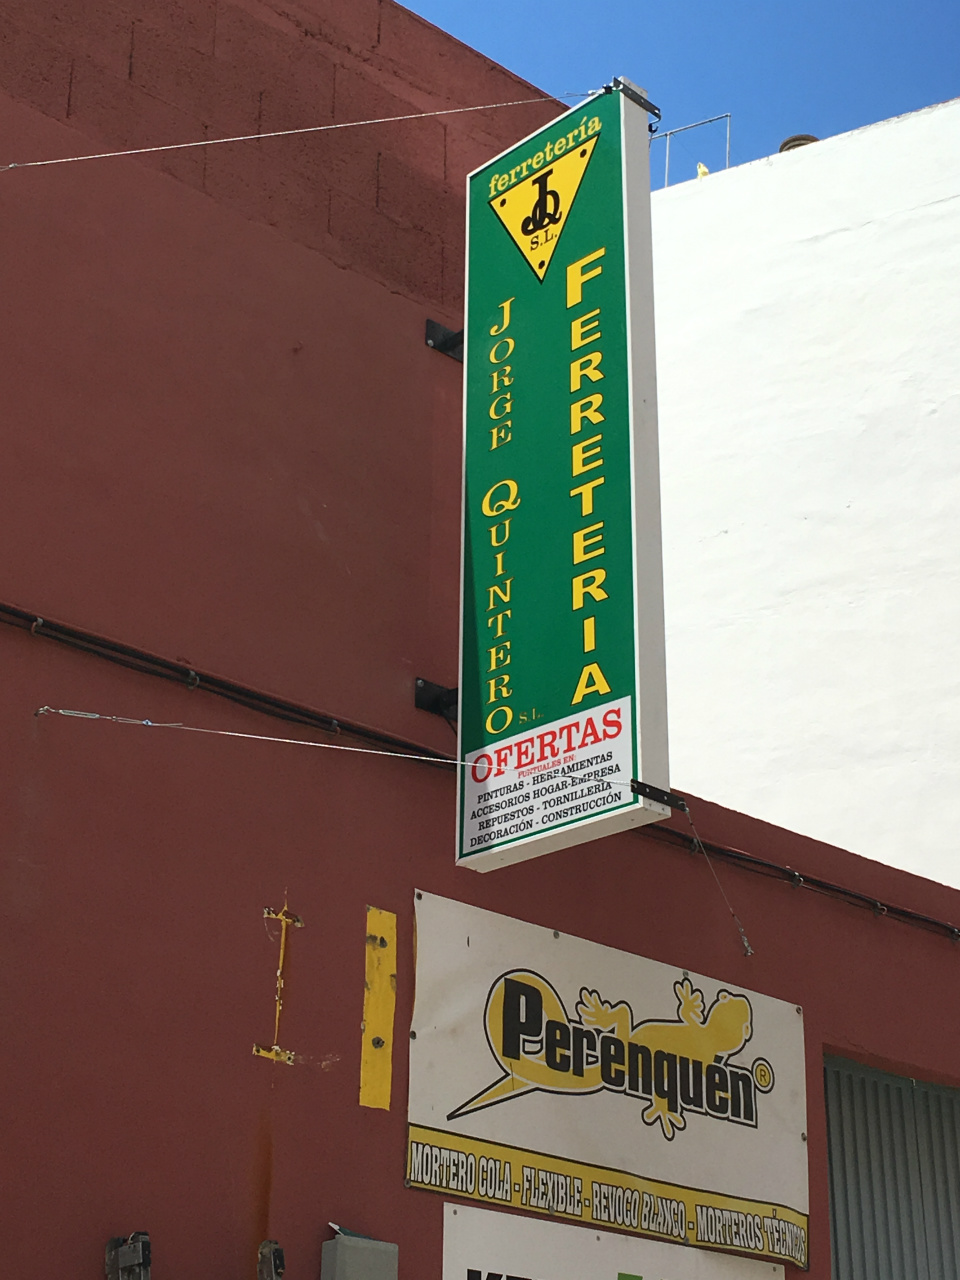 ferretería
JQ
S.L.
FERRETERIA
JORGE QUINTERO S.L.
OFERTAS
PUNTUALES EN
PINTURAS - HERRAMIENTAS
ACCESORIOS HOGAR-EMPRESA
REPUESTOS - TORNILLERÍA
DECORACIÓN - CONSTRUCCIÓN
Perenquén®
MORTERO COLA - FLEXIBLE - REVOCO BLANCO - MORTEROS TÉCNICOS